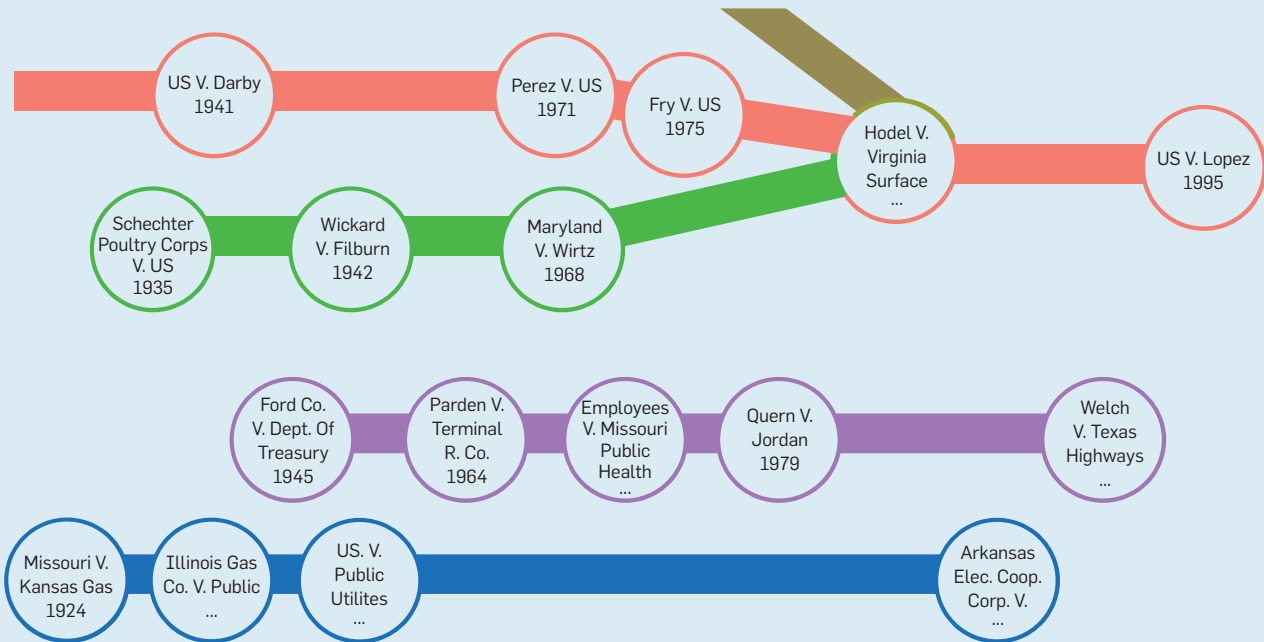 US V. Darby
1941
Perez V. US
1971
Fry V. US
1975
Hodel V.
Virginia
Surface
...
US V. Lopez
1995
Schechter
Poultry Corps
V. US
1935
Wickard
V. Filburn
1942
Maryland
V. Wirtz
1968
Ford Co.
V. Dept. Of
Treasury
1945
Parden V.
Terminal
R. Co.
1964
Employees
V. Missouri
Public
Health
...
Quern V.
Jordan
1979
Welch
V. Texas
Highways
...
Missouri V.
Kansas Gas
1924
Illinois Gas
Co. V. Public
...
US. V.
Public
Utilites
...
Arkansas
Elec. Coop.
Corp. V.
...